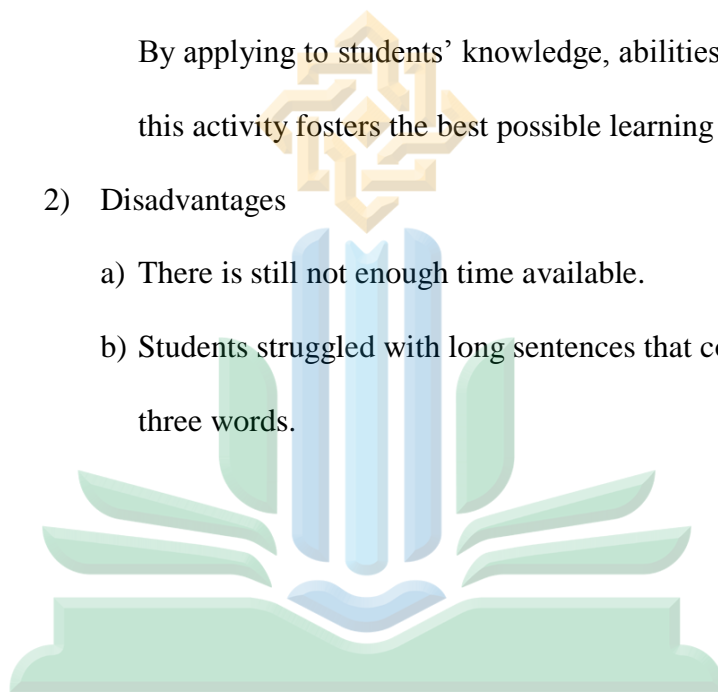 By applying to students’ knowledge, abilities
this activity fosters the best possible learning
2) Disadvantages
a) There is still not enough time available.
b) Students struggled with long sentences that
three words.